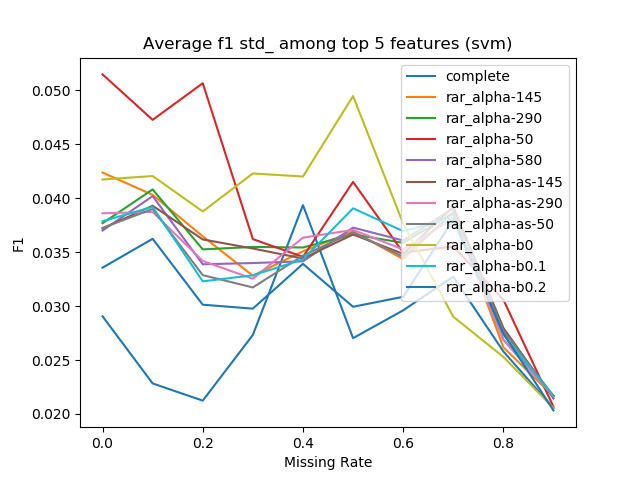 Average f1 std_ among top 5 features (svm)
complete
rar_alpha-145
rar_alpha-290
rar_alpha-50
rar_alpha-580
rar_alpha-as-145
rar_alpha-as-290
rar_alpha-as-50
rar_alpha-b0
rar_alpha-b0.1
rar_alpha-b0.2
F1
0.050
0.045
0.040
0.035
0.030
0.025
0.020
0.0 0.2 0.4 0.6 0.8
Missing Rate